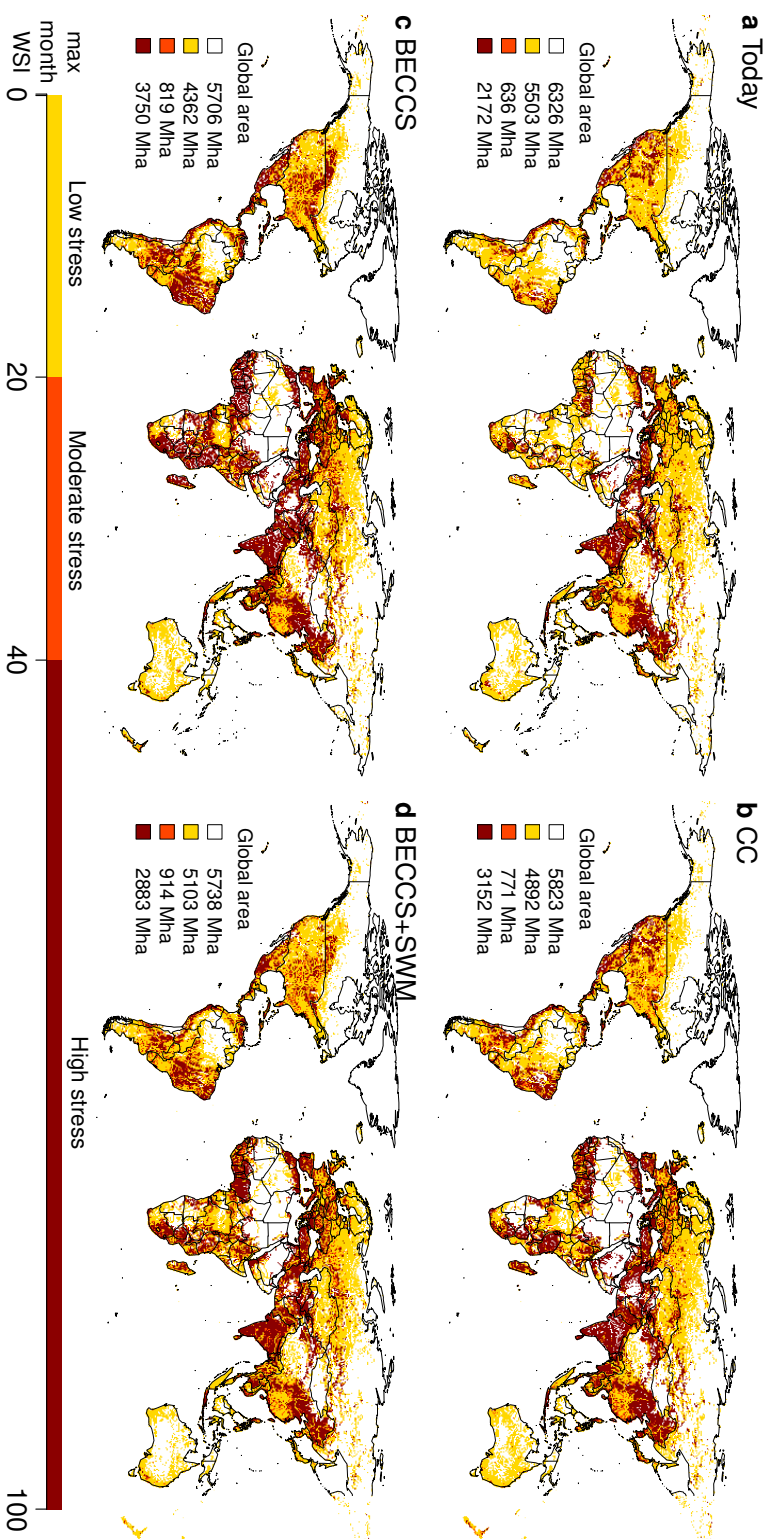 a Today
Global area
6326 Mha
5503 Mha
636 Mha
2172 Mha
b CC
Global area
5823 Mha
4892 Mha
771 Mha
3152 Mha
c BECCS
Global area
5706 Mha
4362 Mha
819 Mha
3750 Mha
d BECCS+SWM
Global area
5738 Mha
5103 Mha
914 Mha
2883 Mha
max
month
WSI
Low stress
Moderate stress
High stress
0
20
40
100